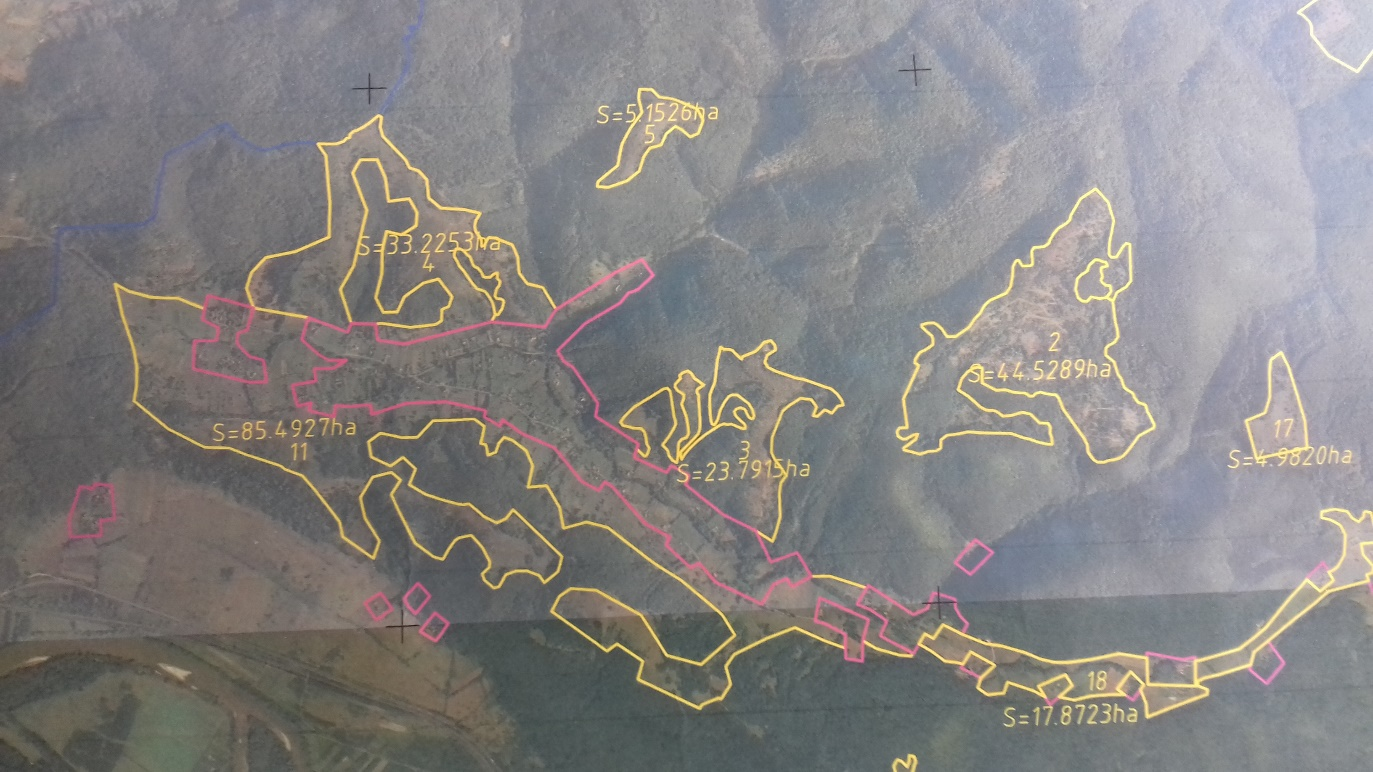 S=5.1526ha
5
S=33.2253ha
4
2
S=44.5289ha
S=85.4927ha
11
3
S=23.7915ha
17
S=4.9820ha
18
S=17.8723ha